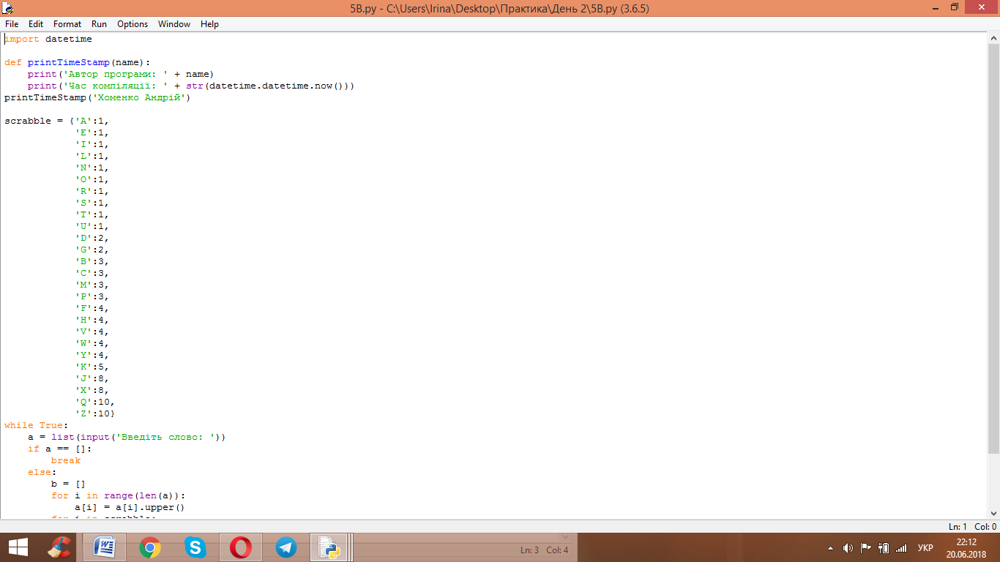 5B.py - C:\Users\Irina\Desktop\Практика\День 2\5B.py (3.6.5)
File Edit Format Run Options Window Help
import datetime
def printTimeStamp(name):
    print('Автор програми: ' + name)
    print('Час компіляції: ' + str(datetime.datetime.now()))
printTimeStamp('Хоменко Андрій')
scrabble = {'A':1,
            'E':1,
            'I':1,
            'L':1,
            'N':1,
            'O':1,
            'R':1,
            'S':1,
            'T':1,
            'U':1,
            'D':2,
            'G':2,
            'B':3,
            'C':3,
            'M':3,
            'P':3,
            'F':4,
            'H':4,
            'V':4,
            'W':4,
            'Y':4,
            'K':5,
            'J':8,
            'X':8,
            'Q':10,
            'Z':10}
while True:
    a = list(input('Введіть слово: '))
    if a == []:
        break
    else:
        b = []
        for i in range(len(a)):
            a[i] = a[i].upper()
        for i in scrabble:
Ln: 1 Col: 0
Ln: 3 Col: 4
УКР
22:12
20.06.2018